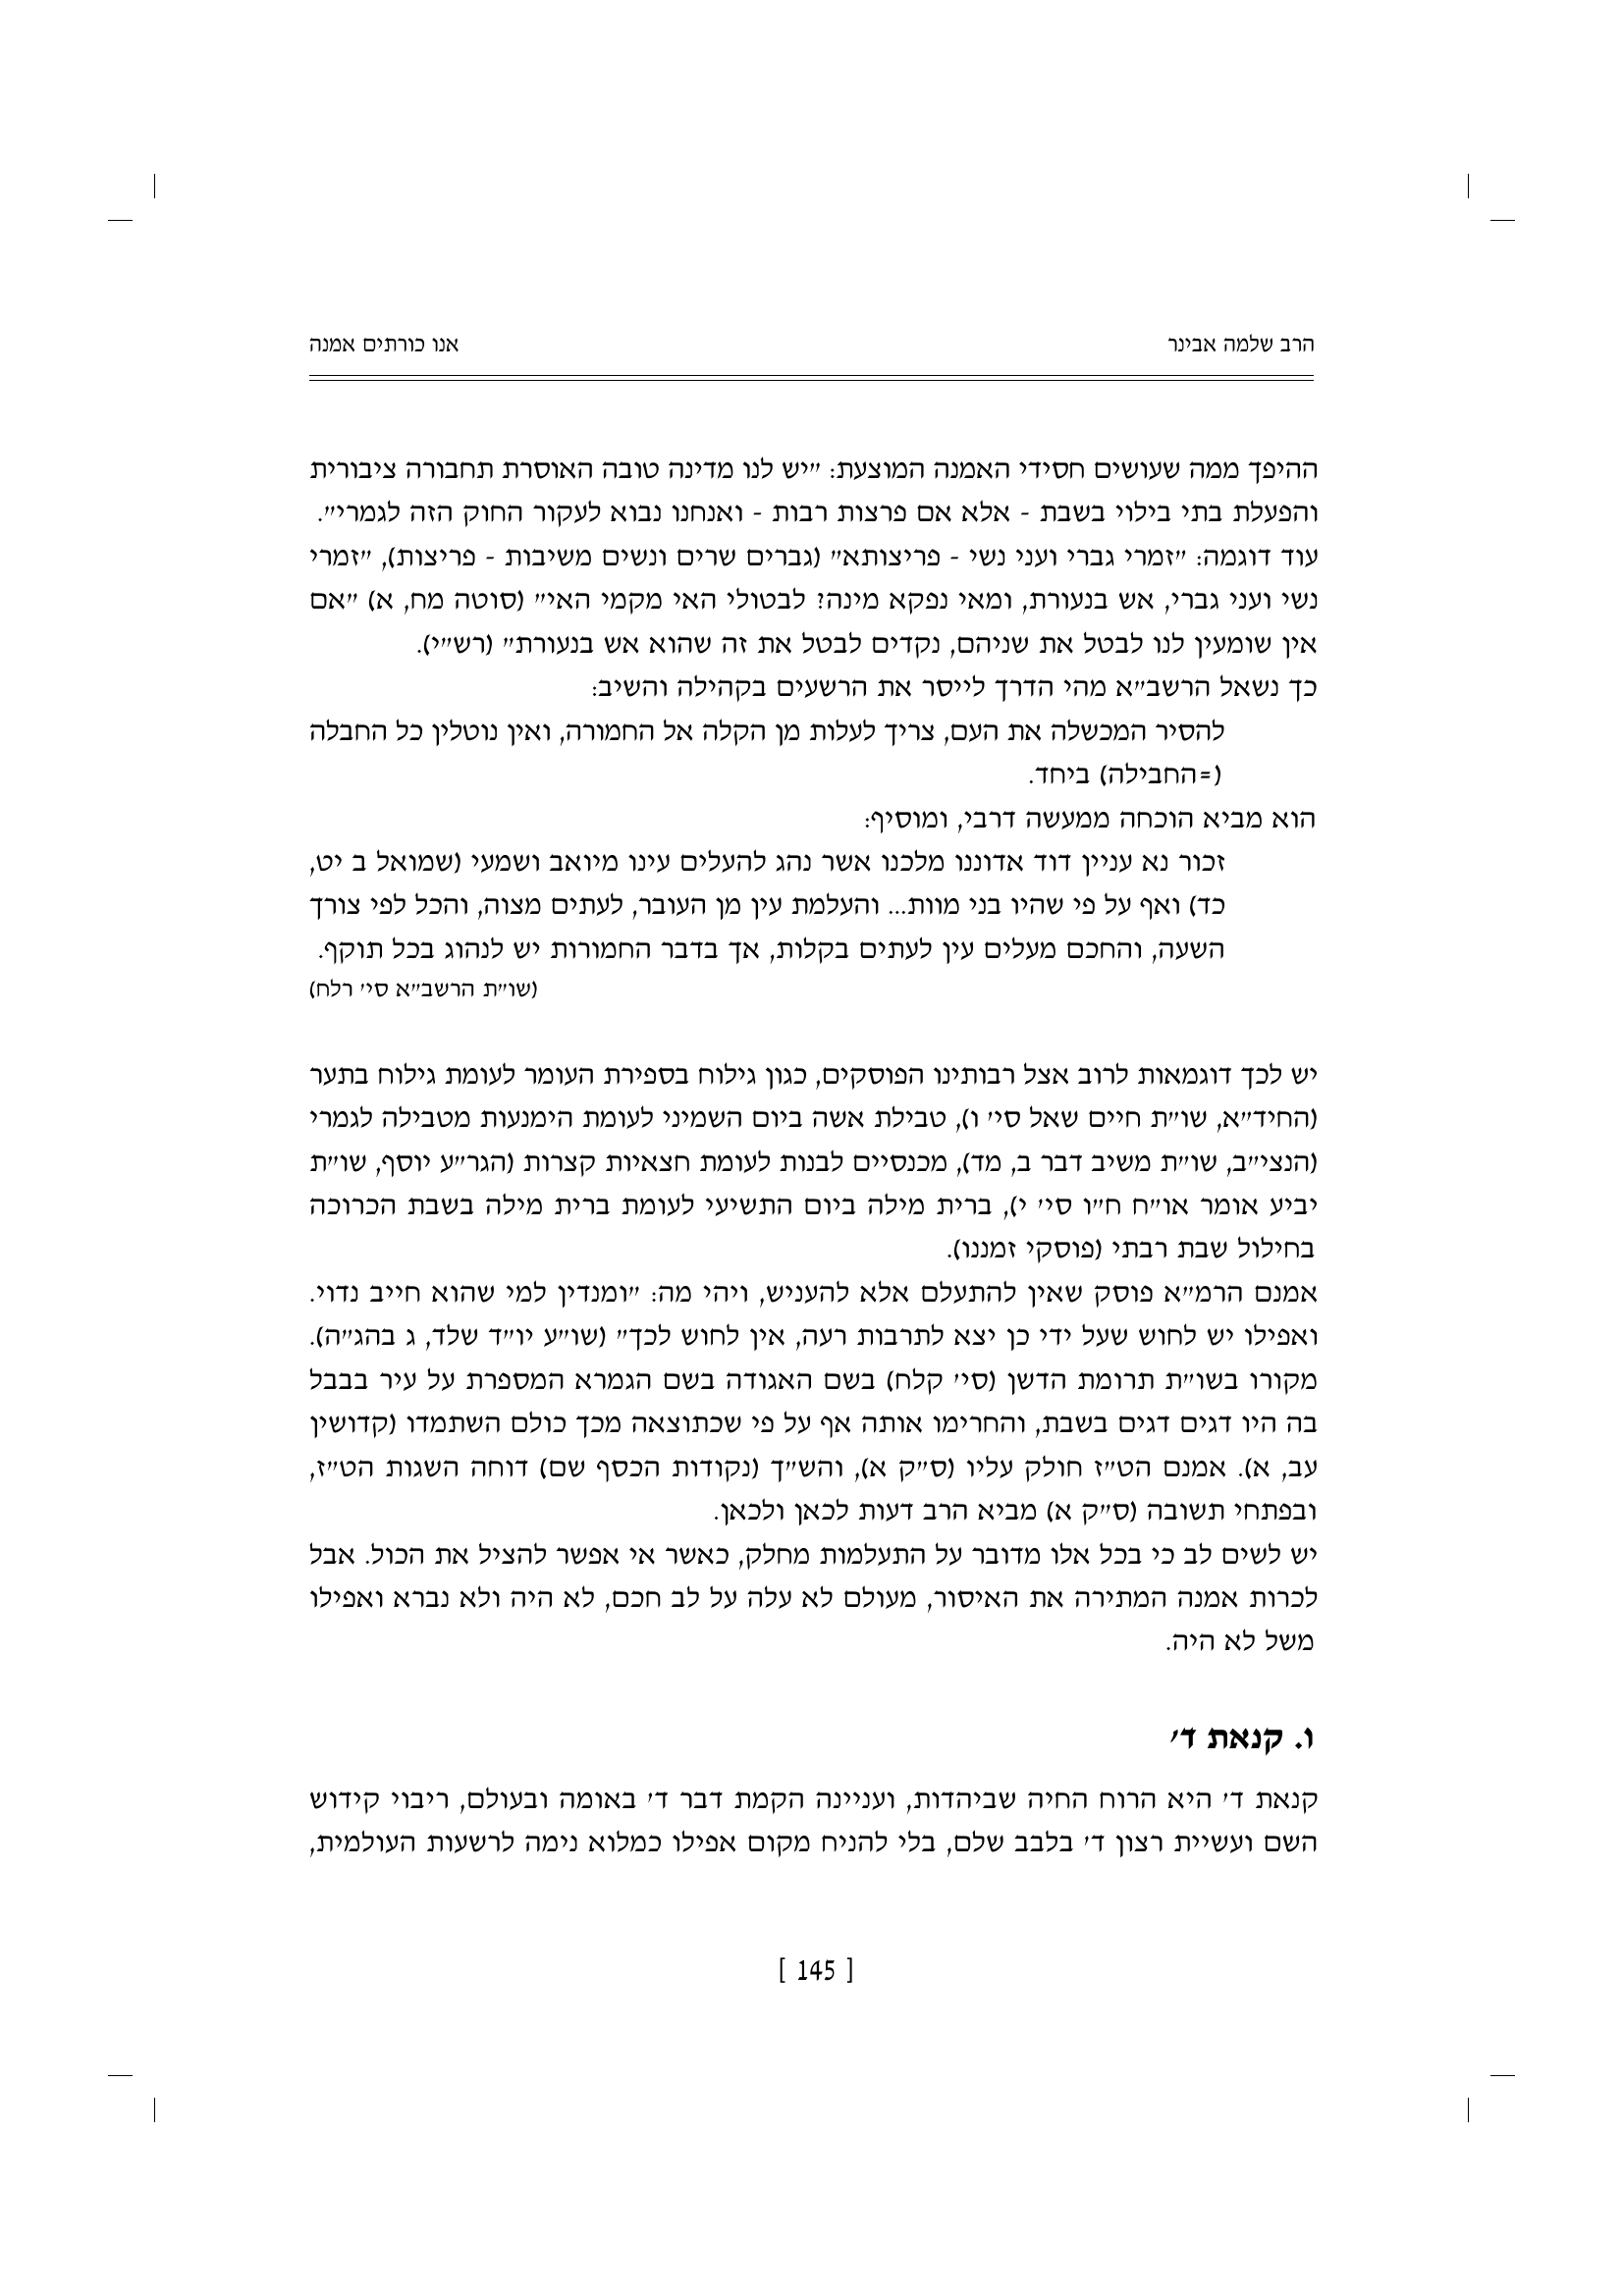 הרב שלמה אבינר
אנו כורתים אמנה
ההיפך ממה שעושים חסידי האמנה המוצעת: ״יש לנו מדינה טובה האוסרת תחבורה ציבורית
והפעלת בתי בילוי בשבת - אלא אם פרצות רבות - ואנחנו נבוא לעקור החוק הזה לגמרי״.
עוד דוגמה: ״זמרי גברי ועני נשי - פריצותא״ (גברים שרים ונשים משיבות - פריצות), ״זמרי
נשי ועני גברי, אש בנעורת, ומאי נפקא מינה? לבטולי האי מקמי האי״ (סוטה מח, א) ״אם
אין שומעין לנו לבטל את שניהם, נקדים לבטל את זה שהוא אש בנעורת״ (רש״י).
כך נשאל הרשב״א מהי הדרך לייסר את הרשעים בקהילה והשיב:
להסיר המכשלה את העם, צריך לעלות מן הקלה אל החמורה, ואין נוטלין כל החבלה
(=החבילה) ביחד.
הוא מביא הוכחה ממעשה דרבי, ומוסיף:
זכור נא עניין דוד אדוננו מלכנו אשר נהג להעלים עינו מיואב ושמעי (שמואל ב יט,
כד) ואף על פי שהיו בני מוות... והעלמת עין מן העובר, לעתים מצוה, והכל לפי צורך
השעה, והחכם מעלים עין לעתים בקלות, אך בדבר החמורות יש לנהוג בכל תוקף.
(שו״ת הרשב״א סי׳ רלח)
יש לכך דוגמאות לרוב אצל רבותינו הפוסקים, כגון גילוח בספירת העומר לעומת גילוח בתער
(החיד״א, שו״ת חיים שאל סי׳ ו), טבילת אשה ביום השמיני לעומת הימנעות מטבילה לגמרי
(הנצי״ב, שו״ת משיב דבר ב, מד), מכנסיים לבנות לעומת חצאיות קצרות (הגר״ע יוסף, שו״ת
יביע אומר או״ח ח״ו סי׳ י), ברית מילה ביום התשיעי לעומת ברית מילה בשבת הכרוכה
בחילול שבת רבתי (פוסקי זמננו).
אמנם הרמ״א פוסק שאין להתעלם אלא להעניש, ויהי מה: ״ומנדין למי שהוא חייב נדוי.
ואפילו יש לחוש שעל ידי כן יצא לתרבות רעה, אין לחוש לכך״ (שו״ע יו״ד שלד, ג בהג״ה).
מקורו בשו״ת תרומת הדשן (סי׳ קלח) בשם האגודה בשם הגמרא המספרת על עיר בבבל
בה היו דגים דגים בשבת, והחרימו אותה אף על פי שכתוצאה מכך כולם השתמדו (קדושין
עב, א). אמנם הט״ז חולק עליו (ס״ק א), והש״ך (נקודות הכסף שם) דוחה השגות הט״ז,
ובפתחי תשובה (ס״ק א) מביא הרב דעות לכאן ולכאן.
יש לשים לב כי בכל אלו מדובר על התעלמות מחלק, כאשר אי אפשר להציל את הכול. אבל
לכרות אמנה המתירה את האיסור, מעולם לא עלה על לב חכם, לא היה ולא נברא ואפילו
משל לא היה.
ו. קנאת ד׳
קנאת ד׳ היא הרוח החיה שביהדות, ועניינה הקמת דבר ד׳ באומה ובעולם, ריבוי קידוש
השם ועשיית רצון ד׳ בלבב שלם, בלי להניח מקום אפילו כמלוא נימה לרשעות העולמית,
[ 145 ]